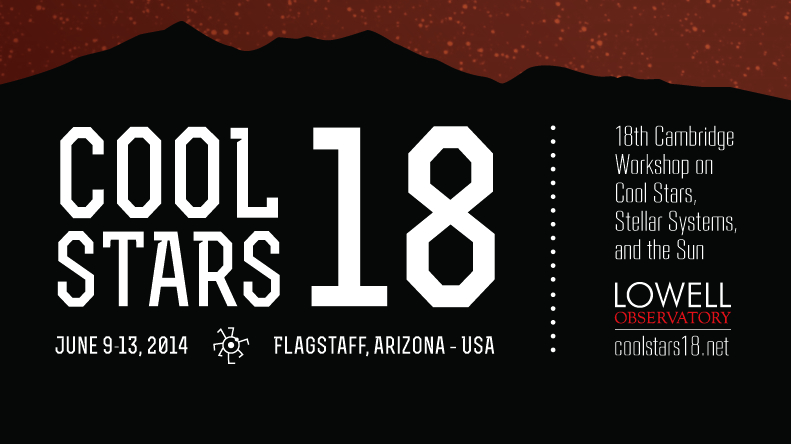 COOL
STARS
18
JUNE 9-13, 2014
FLAGSTAFF, ARIZONA - USA
18th Cambridge
Workshop on
Cool Stars,
Stellar Systems,
and the Sun
LOWELL
OBSERVATORY
coolstars18.net